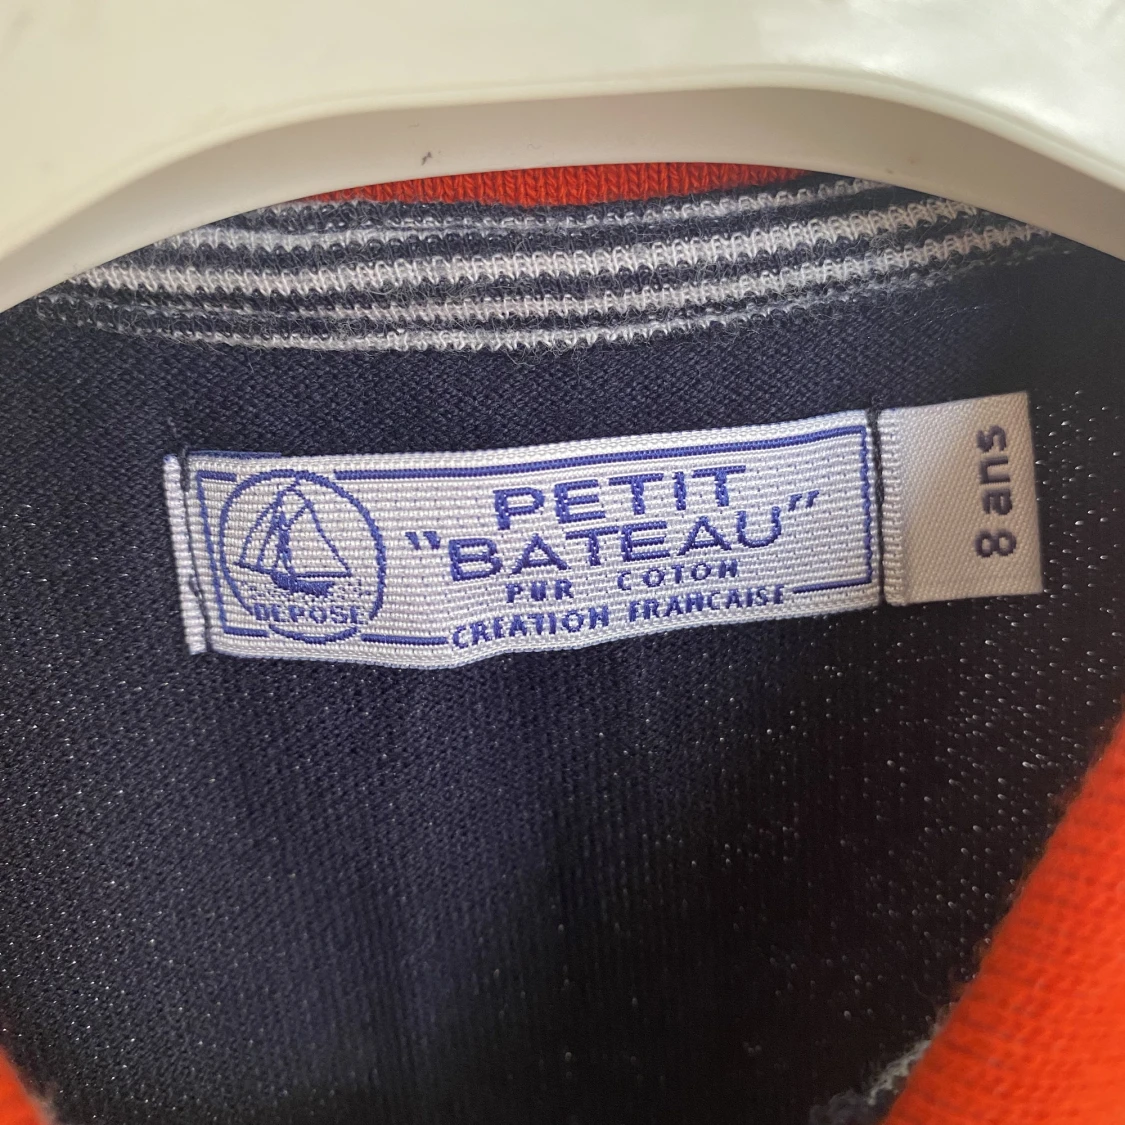 DEPOSE
PETIT
"BATEAU"
PUR COTON
CREATION FRANCAISE
8 ans